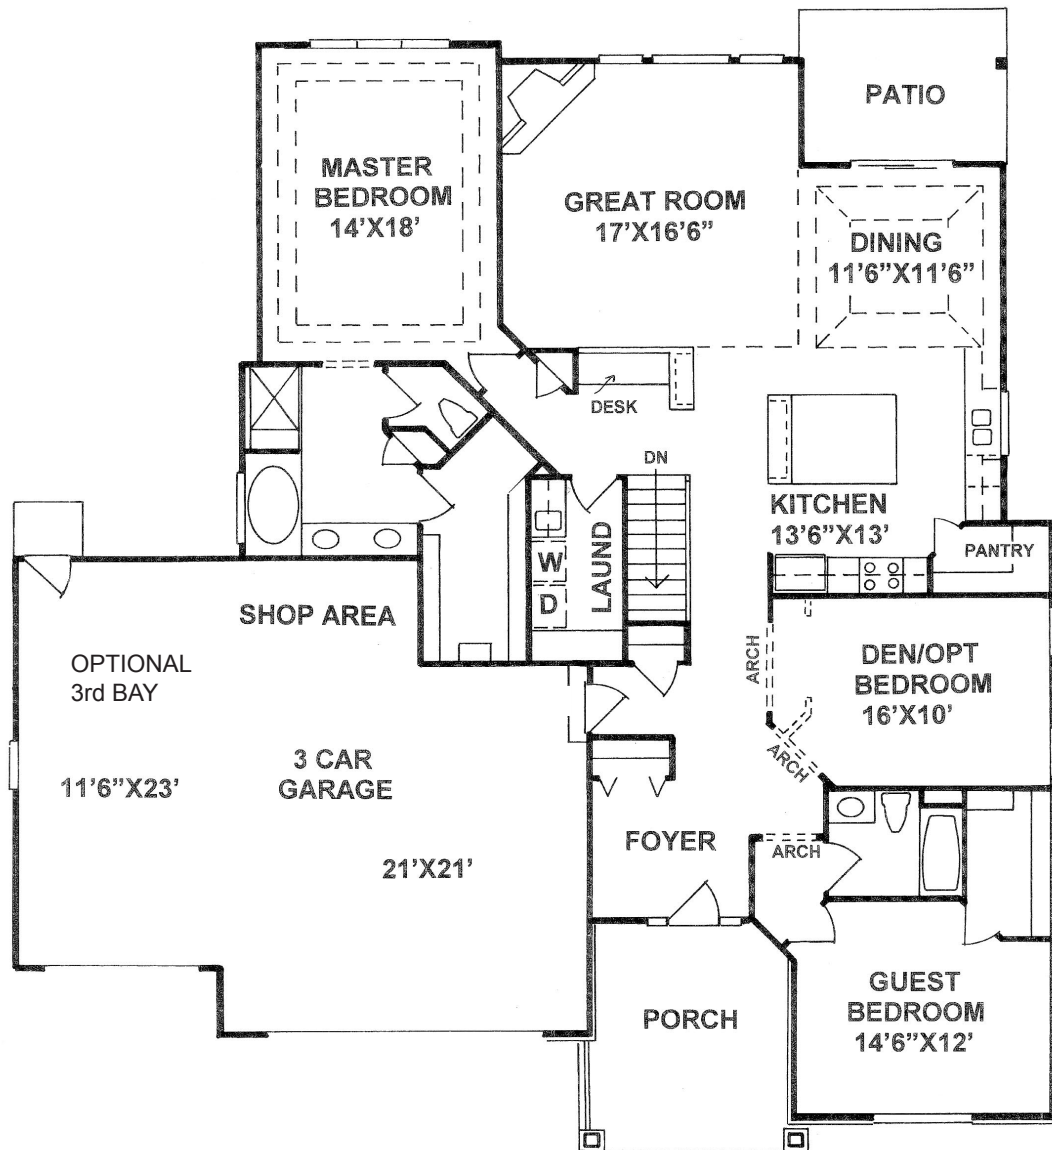 PATIO
MASTER
BEDROOM
14'X18'
GREAT ROOM
17'X16'6”
DINING
11'6”X11'6”
DESK
DN
KITCHEN
13'6”X13'
PANTRY
W
D
LAUND
SHOP AREA
OPTIONAL
3rd BAY
ARCH
DEN/OPT
BEDROOM
16'X10'
ARCH
11'6”X23'
3 CAR
GARAGE
21'X21'
FOYER
ARCH
GUEST
BEDROOM
14'6”X12'
PORCH